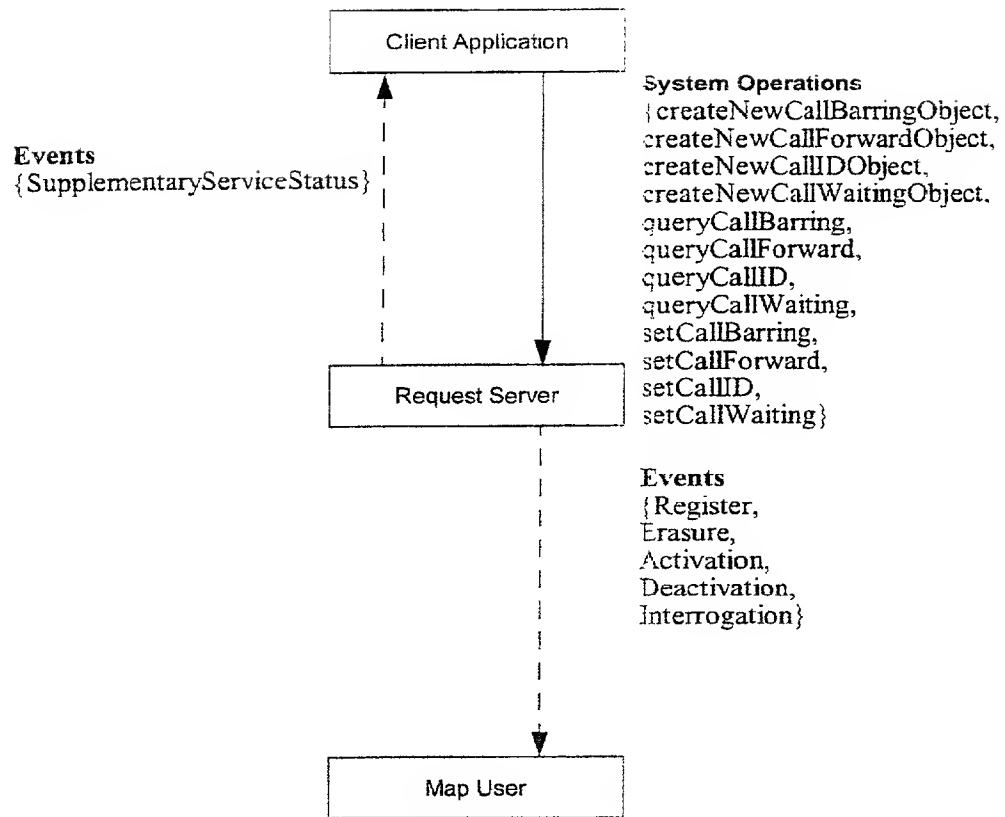 Client Application
System Operations
{createNewCallBarringObject,
createNewCallForwardObject,
createNewCallIDObject,
createNewCallWaitingObject,
queryCallBarring,
queryCallForward,
queryCallID,
queryCallWaiting,
setCallBarring,
setCallForward,
setCallID,
setCallWaiting}
Events
{SupplementaryServiceStatus}
Request Server
Events
{Register,
Erasure,
Activation,
Deactivation,
Interrogation}
Map User